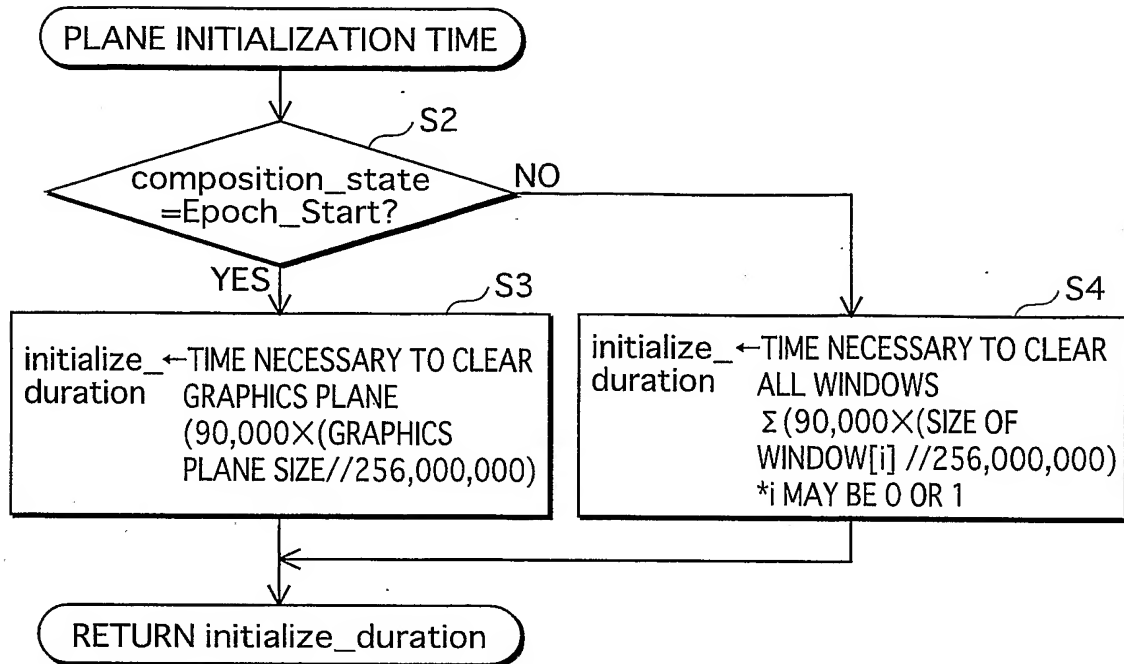 PLANE INITIALIZATION TIME
S2
composition_state
=Epoch_Start?
NO
YES
S3
initialize_←TIME NECESSARY TO CLEAR
duration GRAPHICS PLANE
(90,000×(GRAPHICS
PLANE SIZE//256,000,000)
S4
initialize_←TIME NECESSARY TO CLEAR
duration ALL WINDOWS
Σ(90,000×(SIZE OF
WINDOW[i] //256,000,000)
*i MAY BE 0 OR 1
RETURN initialize_duration